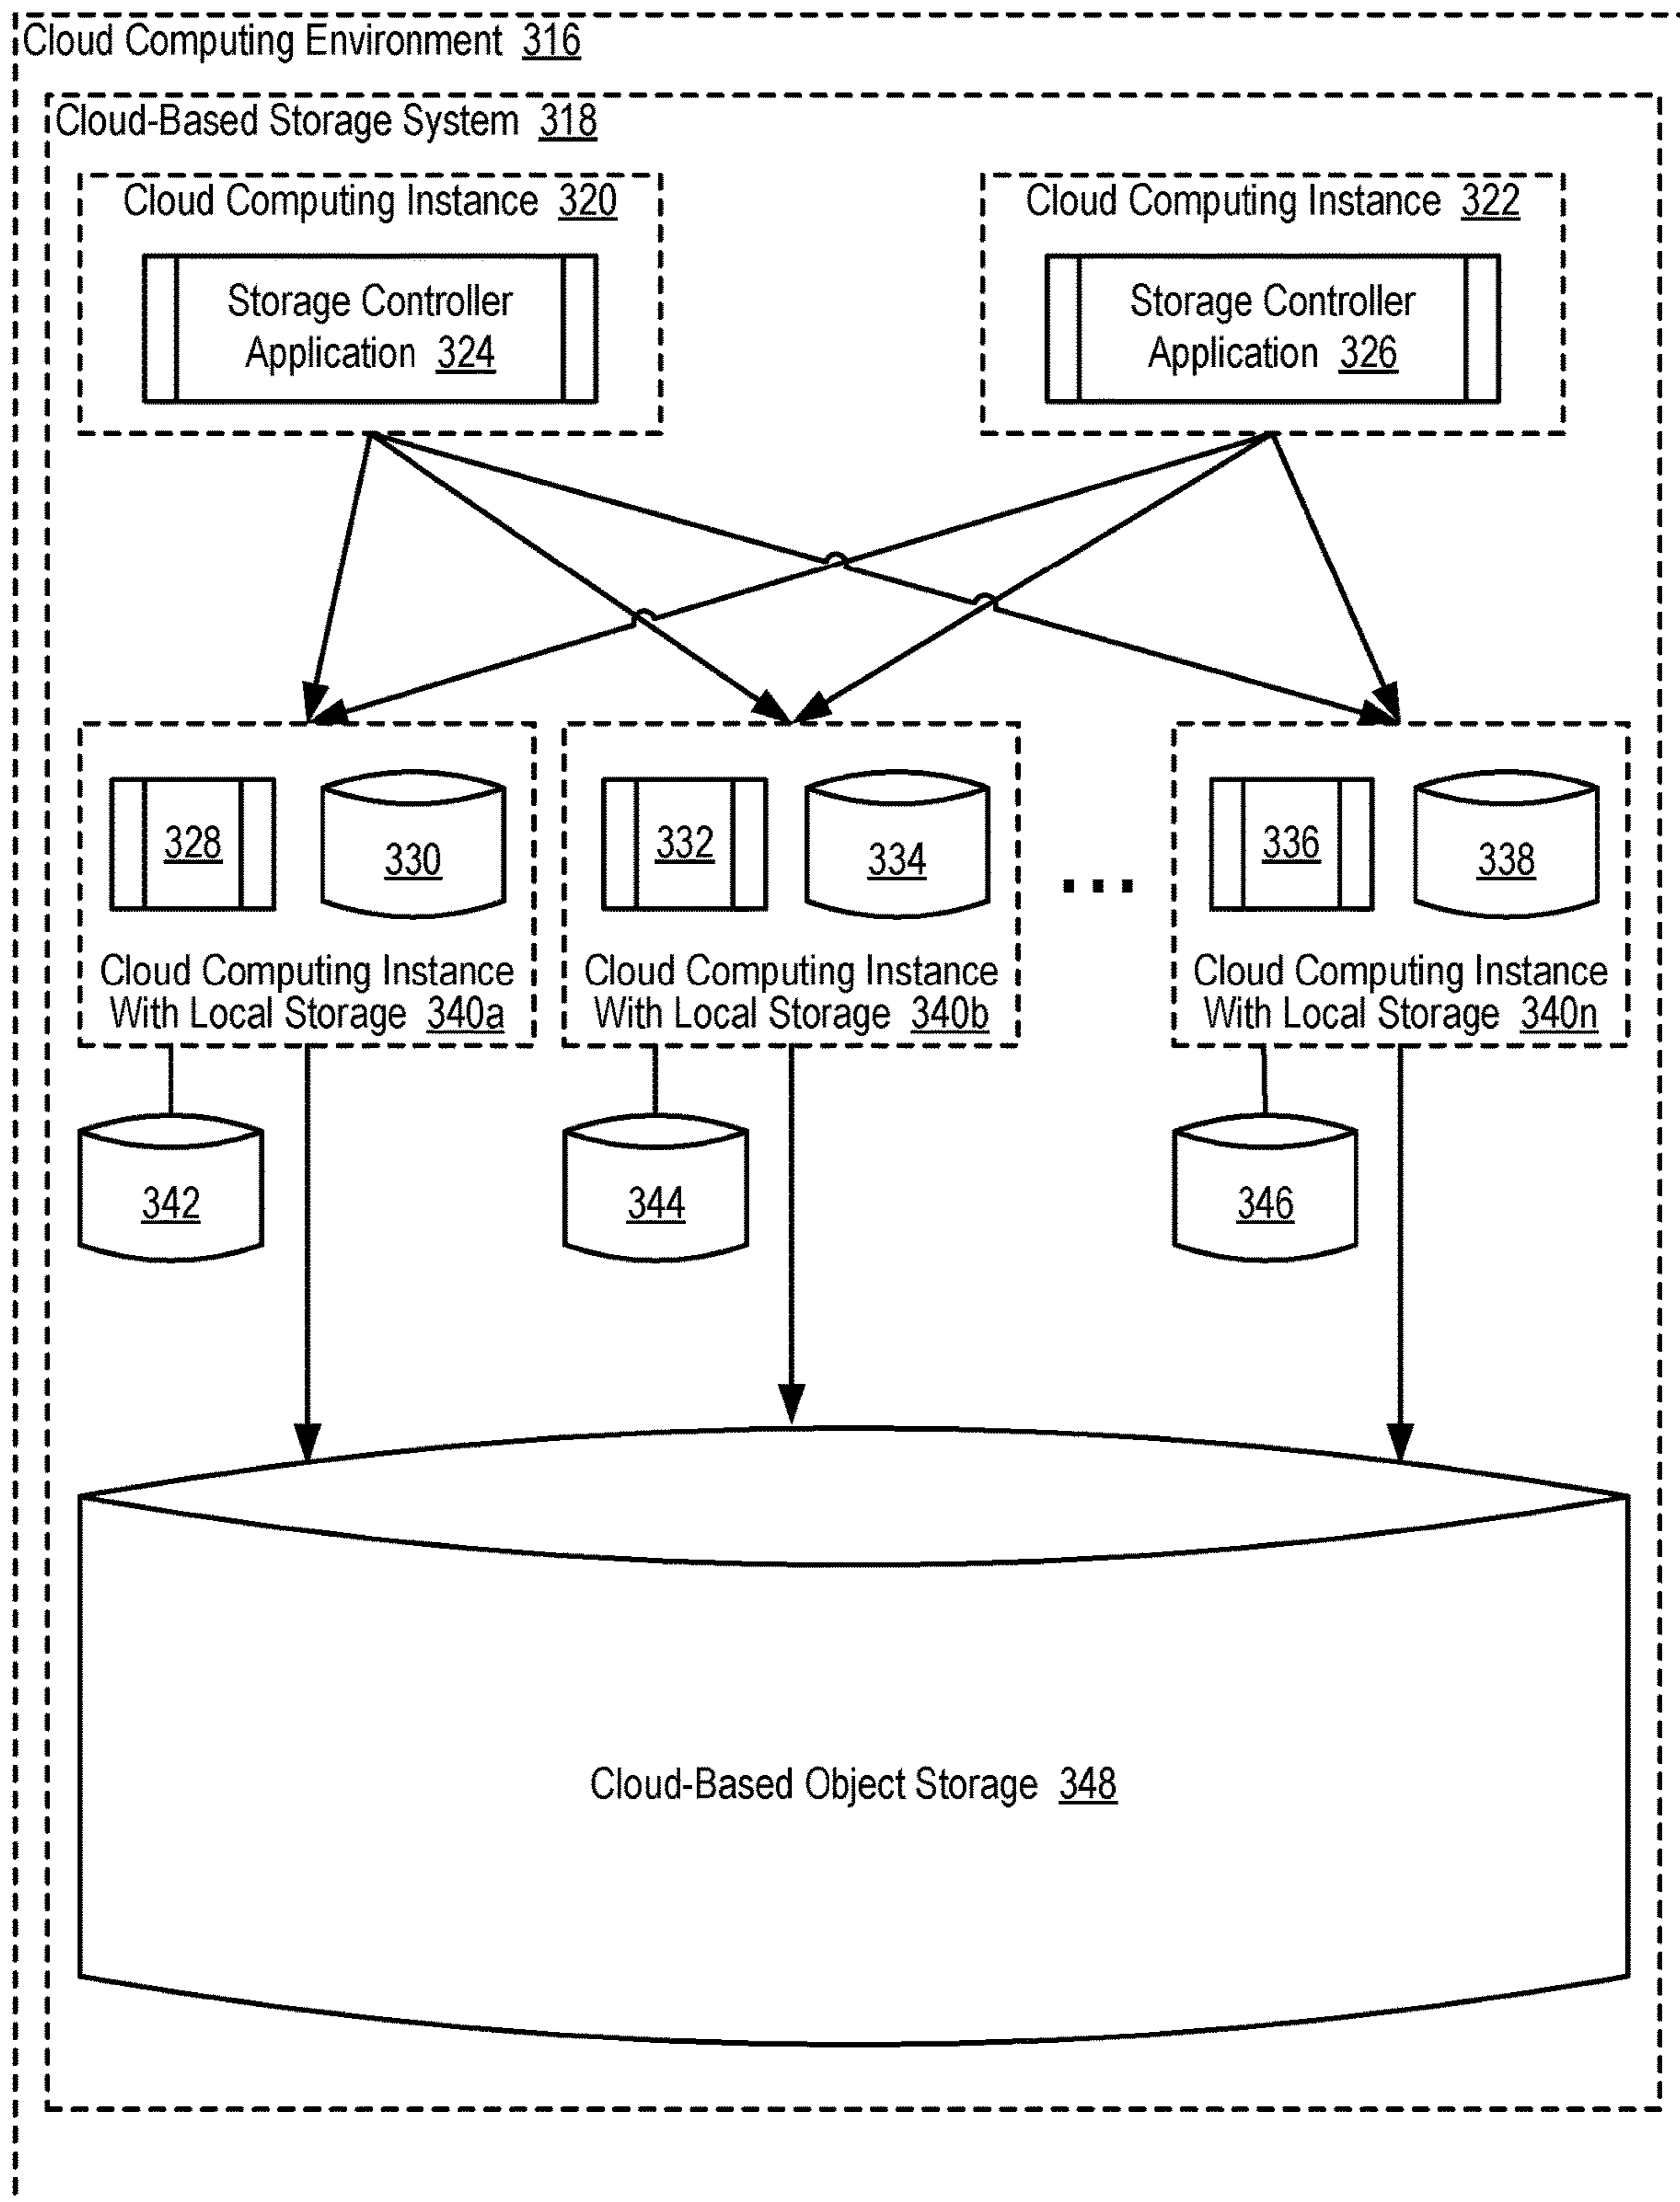 Cloud Computing Environment 316
Cloud-Based Storage System 318
Cloud Computing Instance 320
Storage Controller
Application 324
Cloud Computing Instance 322
Storage Controller
Application 326
328
330
Cloud Computing Instance
With Local Storage 340a
332
334
Cloud Computing Instance
With Local Storage 340b
...
336
338
Cloud Computing Instance
With Local Storage 340n
342
344
346
Cloud-Based Object Storage 348